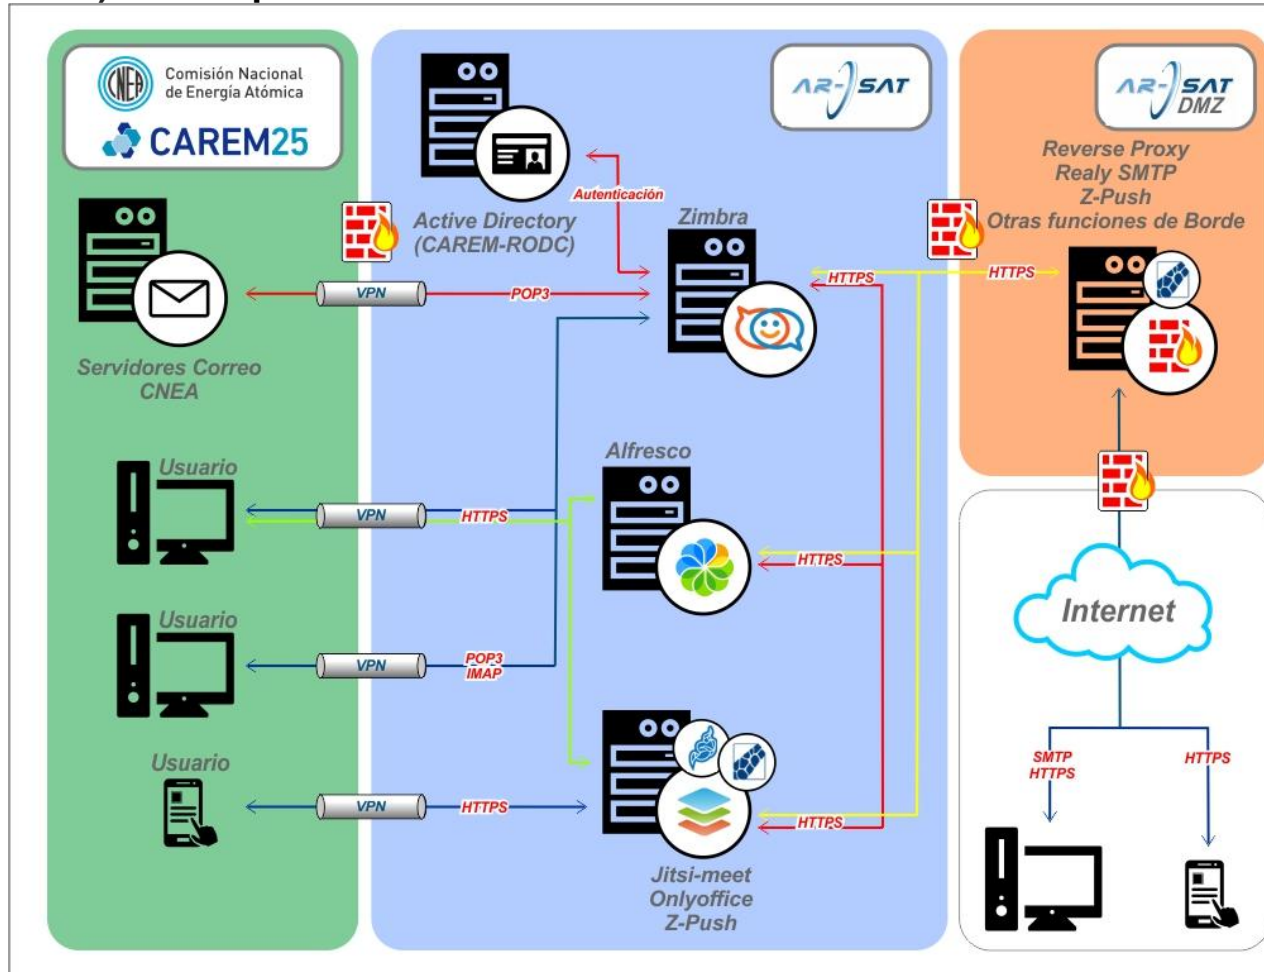 CNEA
Comisión Nacional
de Energía Atómica
CAREM25
AR-SAT
AR-SAT
DMZ
Reverse Proxy
Realy SMTP
Z-Push
Otras funciones de Borde
Autenticación
Active Directory
(CAREM-RODC)
Zimbra
HTTPS
HTTPS
VPN
POP3
Servidores Correo
CNEA
Alfresco
Usuario
VPN
HTTPS
HTTPS
Internet
Usuario
VPN
POP3
IMAP
Usuario
VPN
HTTPS
HTTPS
SMTP
HTTPS
HTTPS
Jitsi-meet
Onlyoffice
Z-Push